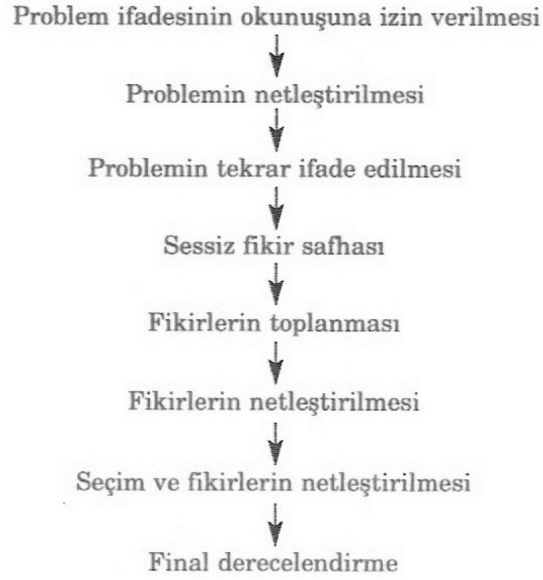 Problem ifadesinin okunuşuna izin verilmesi
Problemin netleştirilmesi
Problemin tekrar ifade edilmesi
Sessiz fikir safhası
Fikirlerin toplanması
Fikirlerin netleştirilmesi
Seçim ve fikirlerin netleştirilmesi
Final derecelendirme